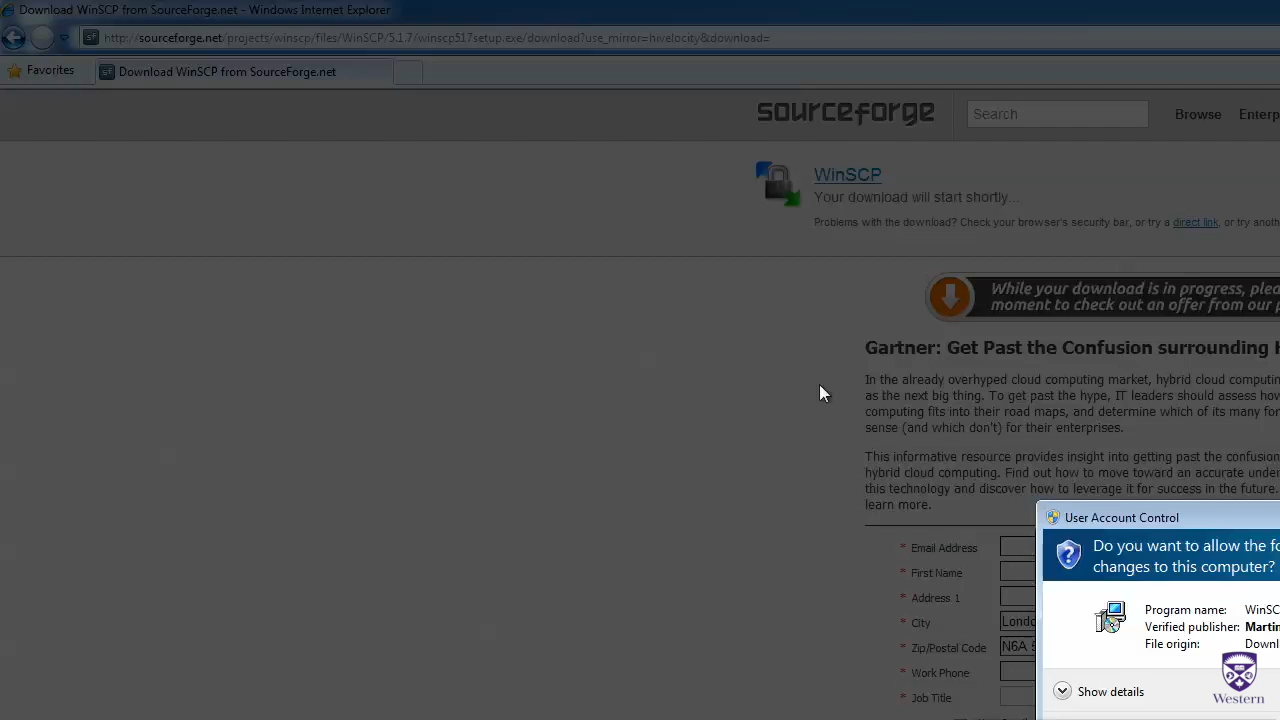 Download WinSCP from SourceForge.net - Windows Internet Explorer
http://sourceforge.net/projects/winscp/files/WinSCP/5.1.7/winscp517setup.exe/download?use_mirror=hivelocity&download=
Favorites
Download WinSCP from SourceForge.net
sourceforge
Search
Browse
Enterp
WinSCP
Your download will start shortly...
Problems with the download? Check your browser's security bar, or try a direct link, or try anoth
While your download is in progress, plea
moment to check out an offer from our p
Gartner: Get Past the Confusion surrounding H
In the already overhyped cloud computing market, hybrid cloud computin
as the next big thing. To get past the hype, IT leaders should assess how
computing fits into their road maps, and determine which of its many for
sense (and which don't) for their enterprises.
This informative resource provides insight into getting past the confusion
hybrid cloud computing. Find out how to move toward an accurate under
this technology and discover how to leverage it for success in the future.
learn more.
* Email Address
* First Name
* Address 1
* City Londo
* Zip/Postal Code N6A 5
* Work Phone
* Job Title
User Account Control
Do you want to allow the fo
changes to this computer?
Program name: WinSC
Verified publisher: Martin
File origin: Downl
Show details
Western